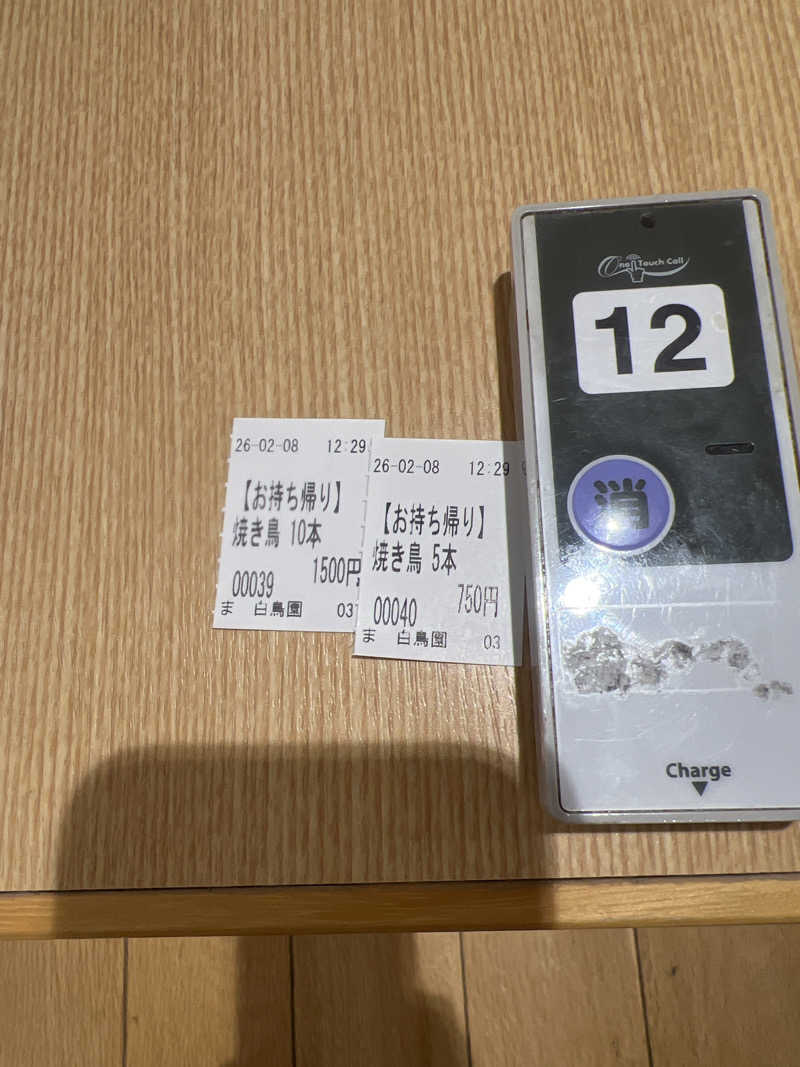 26-02-08 12:29
【お持ち帰り】
焼き鳥 10本
1500円
00039
ま 白鳥園 03
26-02-08 12:29
【お持ち帰り】
焼き鳥 5本
750円
00040
ま 白鳥園 03
One Touch Call
12
消
Charge